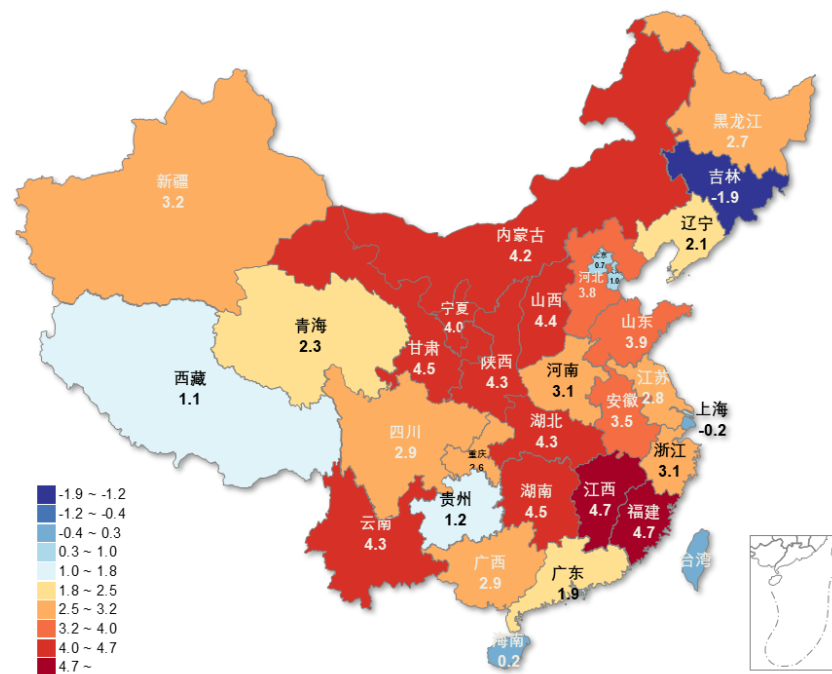 黑龙江
2.7
新疆
3.2
吉林
-1.9
辽宁
2.1
内蒙古
4.2
北京
0.7
1.0
河北
3.8
宁夏
4.0
山西
4.4
山东
3.9
青海
2.3
甘肃
4.5
陕西
4.3
河南
3.1
江苏
2.8
西藏
1.1
安徽
3.5
上海
-0.2
湖北
4.3
四川
2.9
重庆
2.6
浙江
3.1
贵州
1.2
湖南
4.5
江西
4.7
福建
4.7
云南
4.3
广西
2.9
广东
1.9
台湾
海南
0.2
-1.9 ~ -1.2
-1.2 ~ -0.4
-0.4 ~ 0.3
0.3 ~ 1.0
1.0 ~ 1.8
1.8 ~ 2.5
2.5 ~ 3.2
3.2 ~ 4.0
4.0 ~ 4.7
4.7 ~